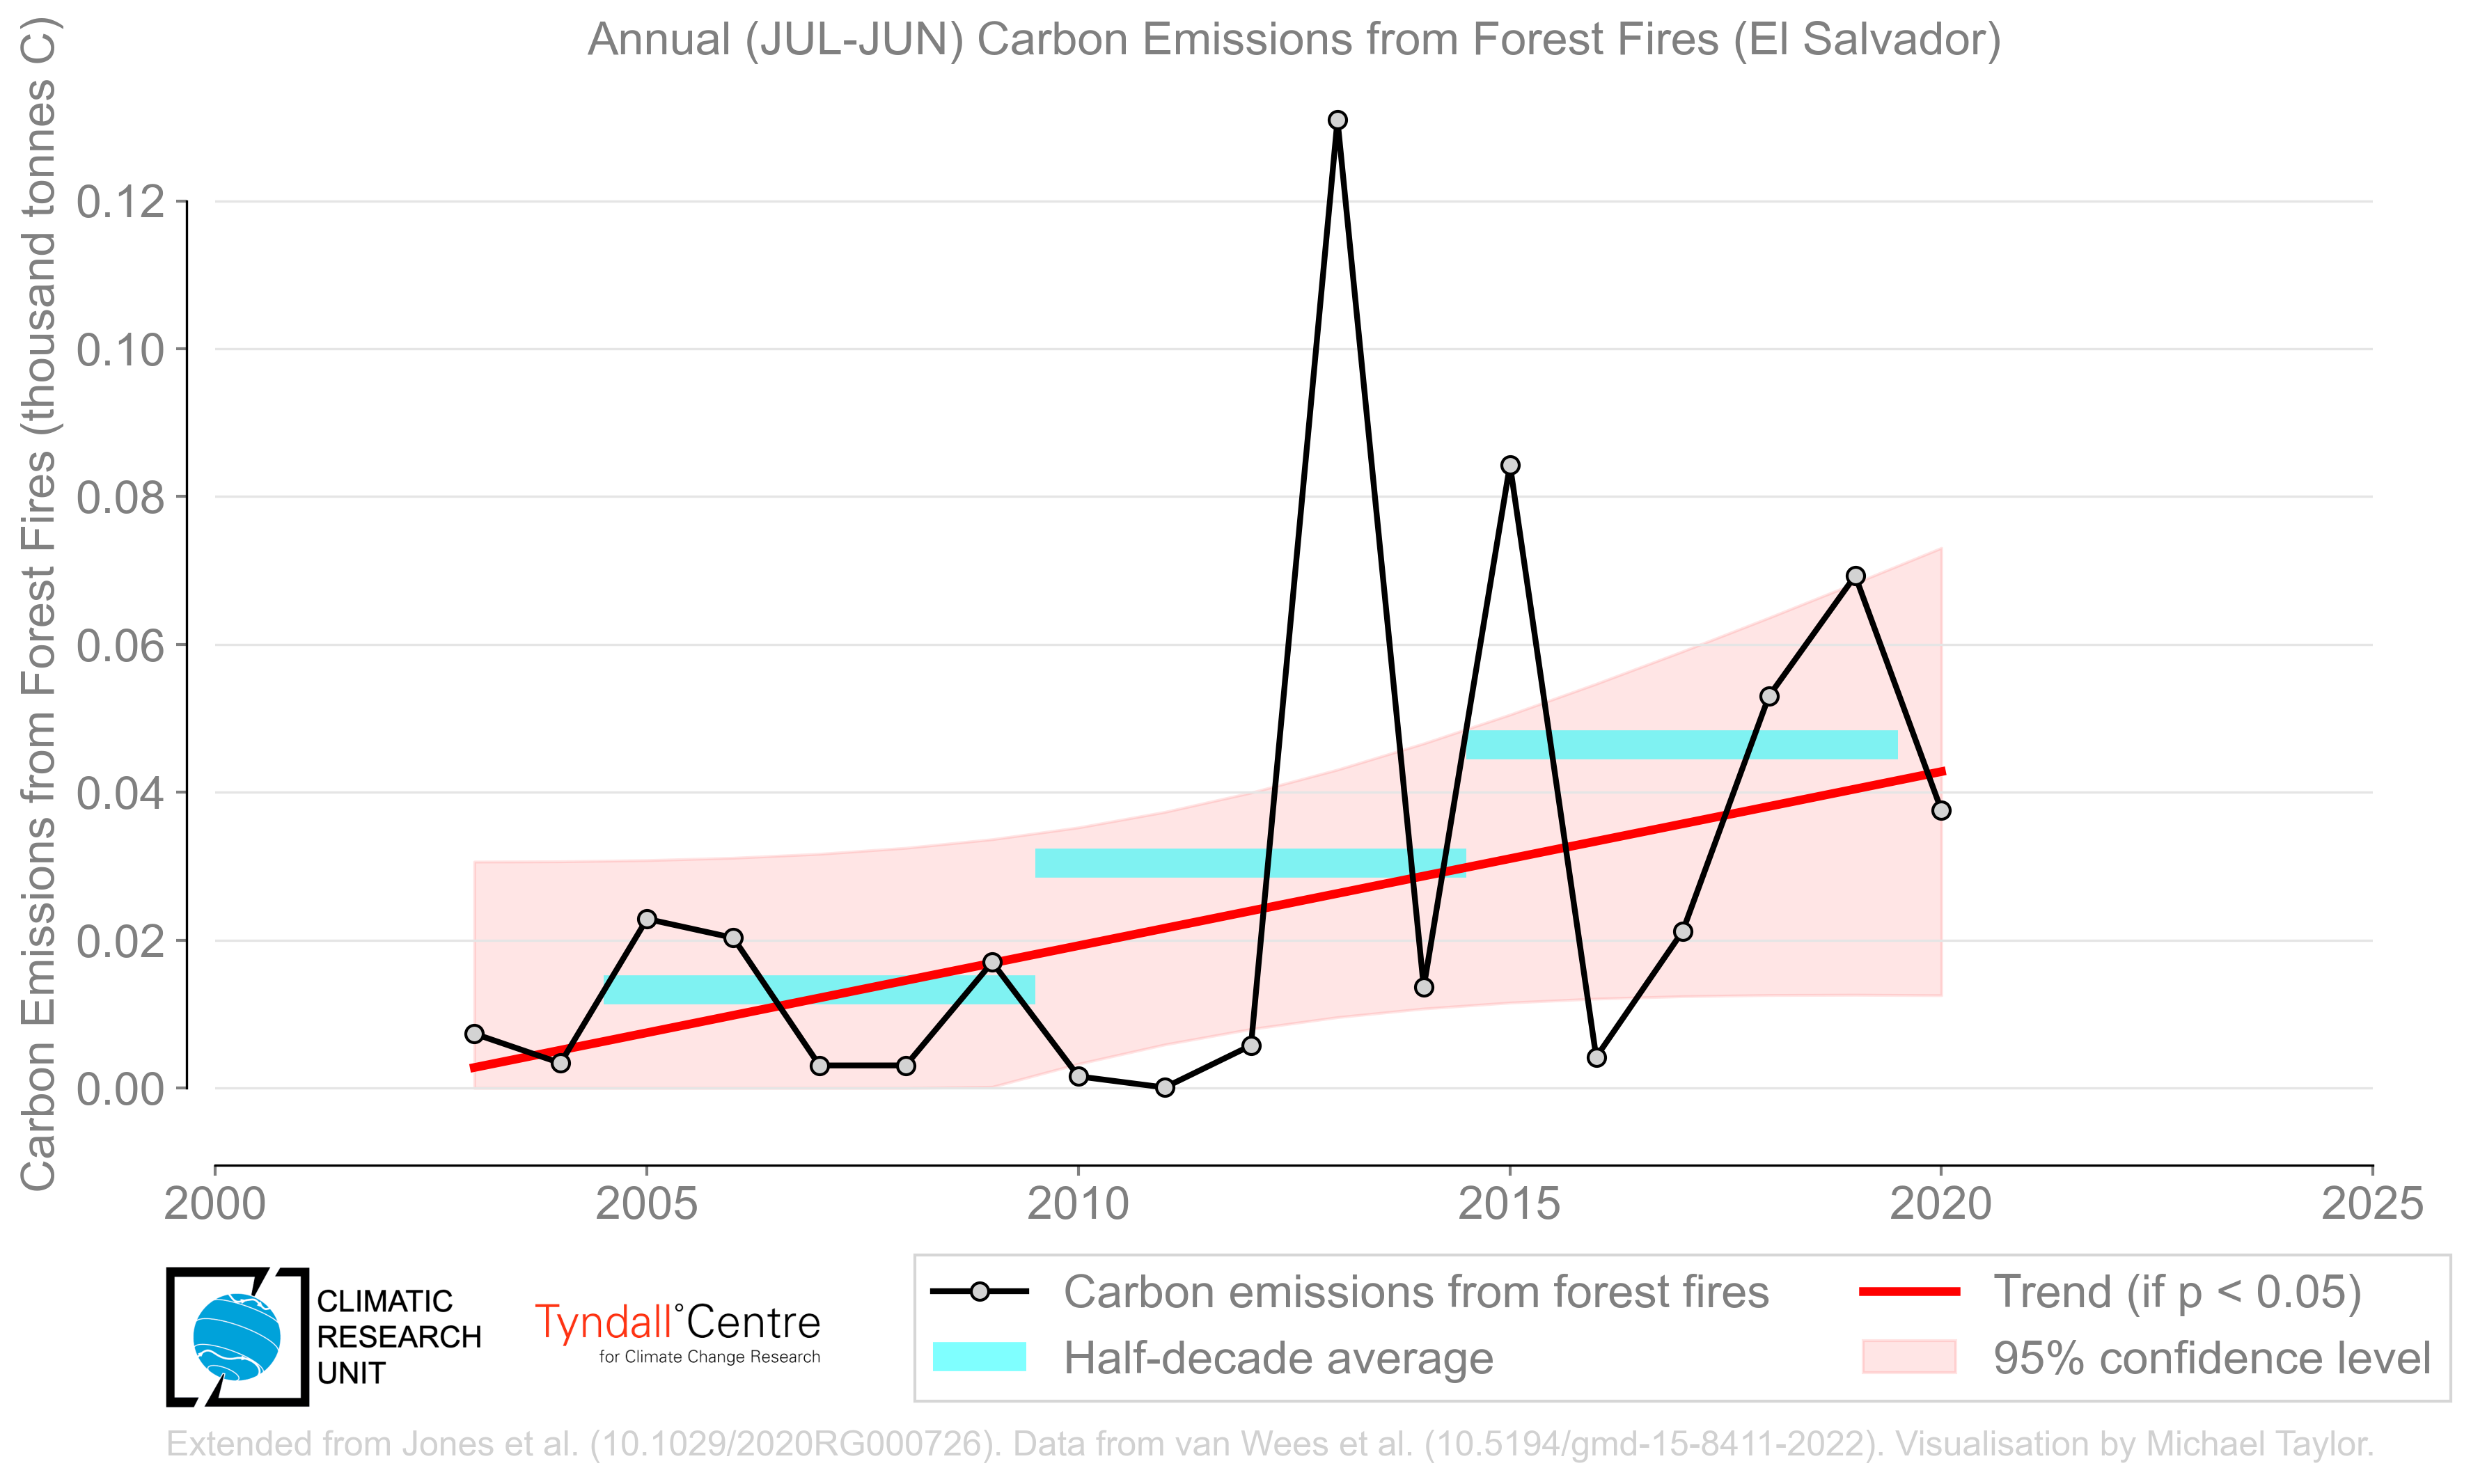 Annual (JUL-JUN) Carbon Emissions from Forest Fires (El Salvador)
Carbon Emissions from Forest Fires (thousand tonnes C)
0.12
0.10
0.08
0.06
0.04
0.02
0.00
2000 2005 2010 2015 2020 2025
CLIMATIC
RESEARCH
UNIT
Tyndall°Centre
for Climate Change Research
Carbon emissions from forest fires
Half-decade average
Trend (if p < 0.05)
95% confidence level
Extended from Jones et al. (10.1029/2020RG000726). Data from van Wees et al. (10.5194/gmd-15-8411-2022). Visualisation by Michael Taylor.